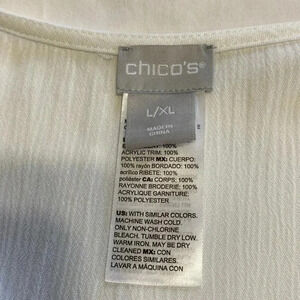 chico's®
L/XL
MADE IN
CHINA
100%
ACRYLIC TRIM: 100%
POLYESTER MX: CUERPO:
100% rayón BORDADO: 100%
acrílico RIBETE: 100%
poliéster CA: CORPS: 100%
RAYONNE BRODERIE: 100%
ACRYLIQUE GARNITURE:
100% POLYESTER
US: WITH SIMILAR COLORS.
MACHINE WASH COLD.
ONLY NON-CHLORINE
BLEACH. TUMBLE DRY LOW.
WARM IRON. MAY BE DRY
CLEANED MX: CON
COLORES SIMILARES.
LAVAR A MÁQUINA CON